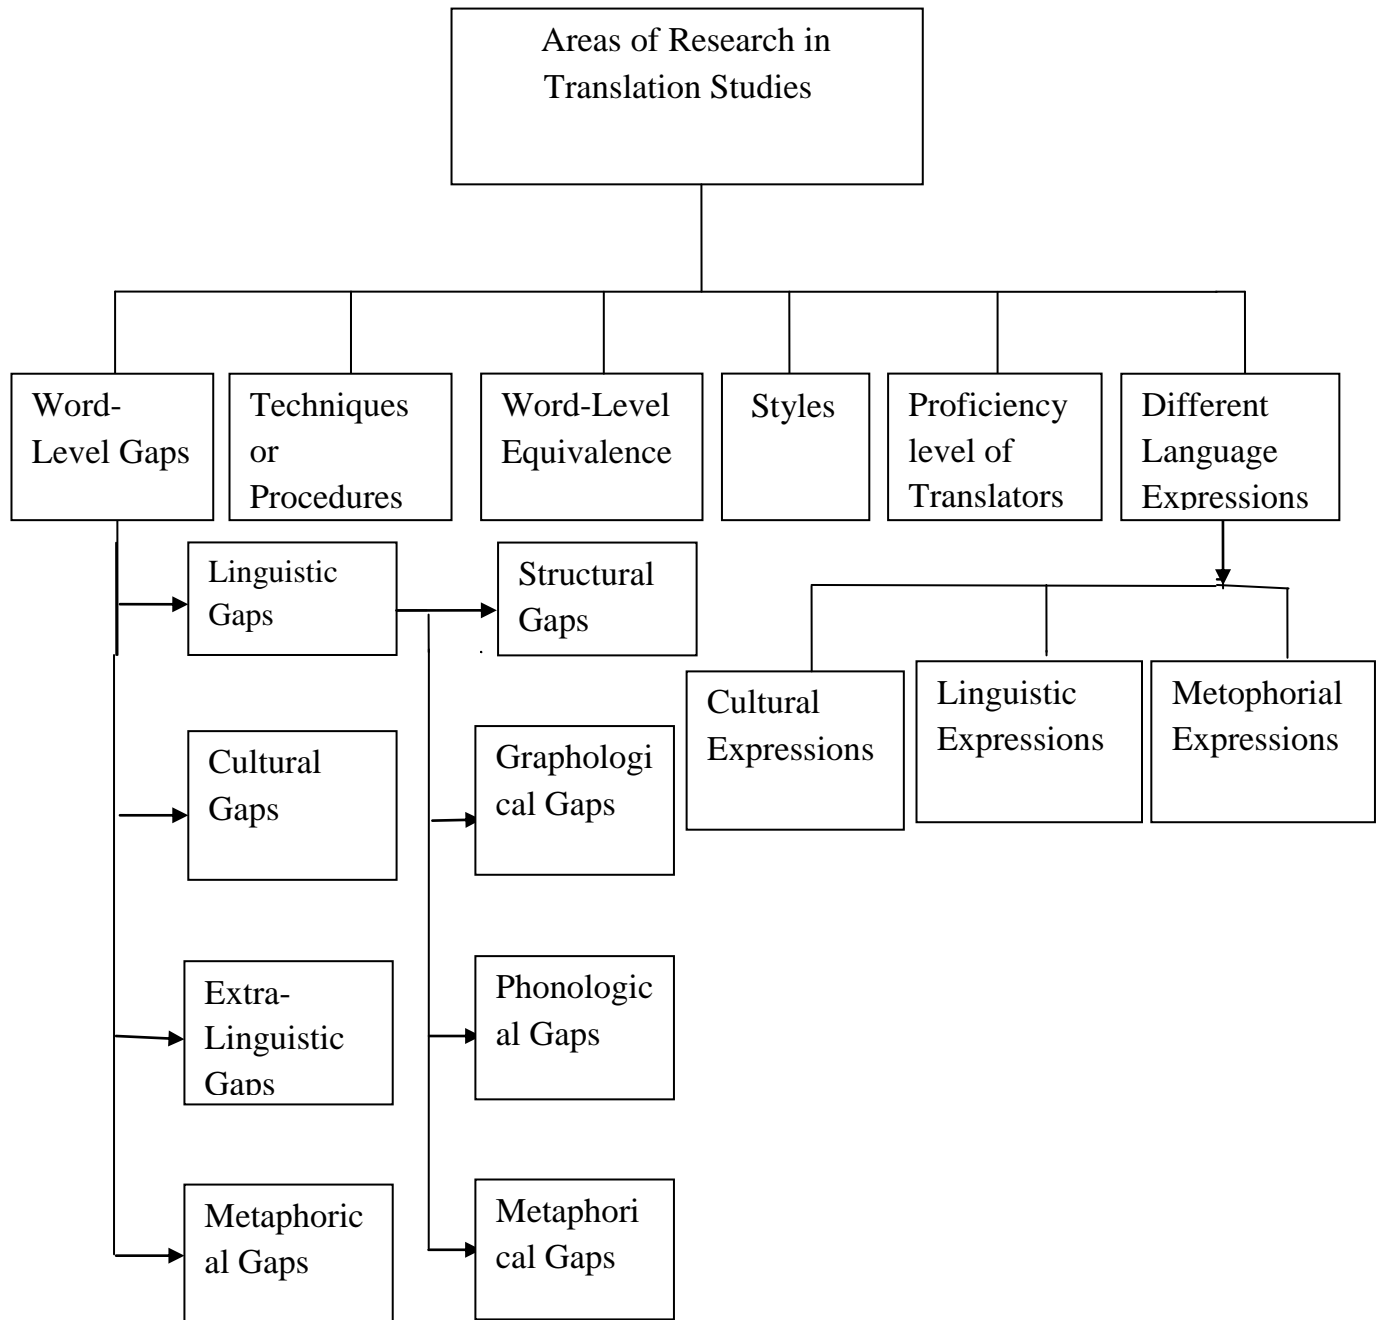 Areas of Research in
Translation Studies
Word-
Level Gaps
Techniques
or
Procedures
Word-Level
Equivalence
Styles
Proficiency
level of
Translators
Different
Language
Expressions
Linguistic
Gaps
Structural
Gaps
Cultural
Expressions
Linguistic
Expressions
Metophorial
Expressions
Cultural
Gaps
Graphologi
cal Gaps
Extra-
Linguistic
Gaps
Phonologic
al Gaps
Metaphoric
al Gaps
Metaphori
cal Gaps